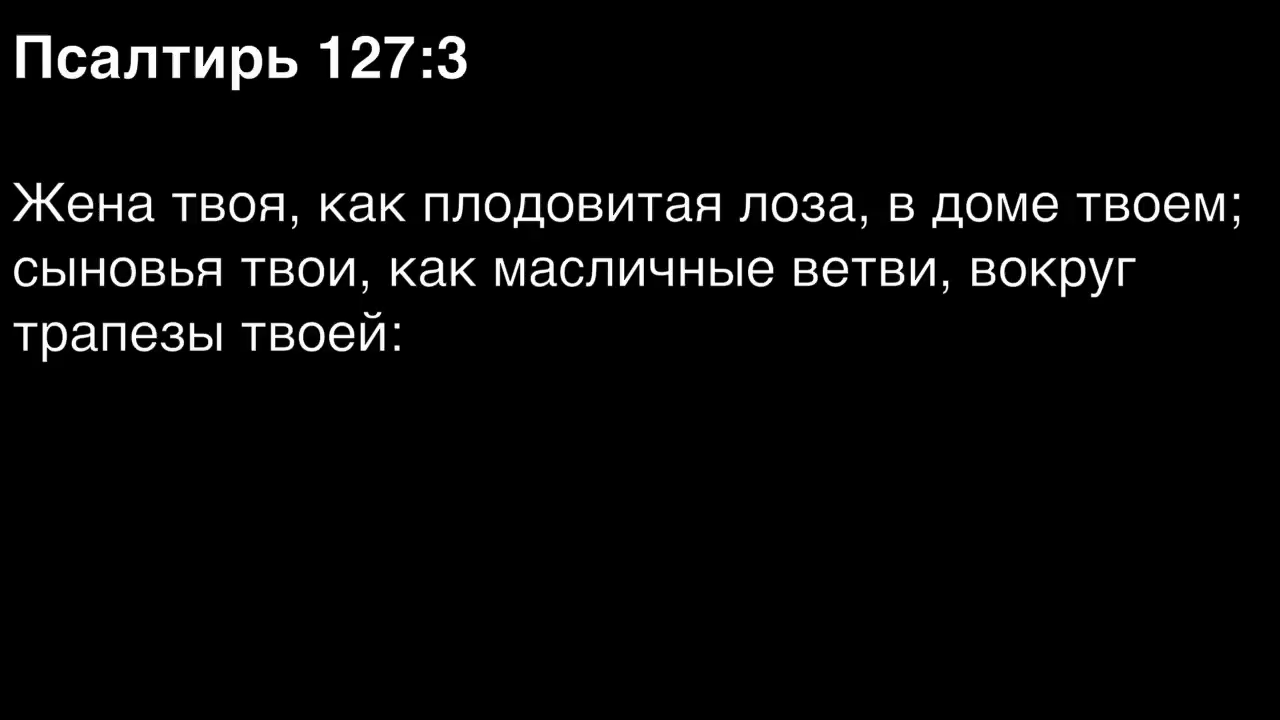 Псалтирь 127:3
Жена твоя, как плодовитая лоза, в доме твоем;
сыновья твои, как масличные ветви, вокруг
трапезы твоей: